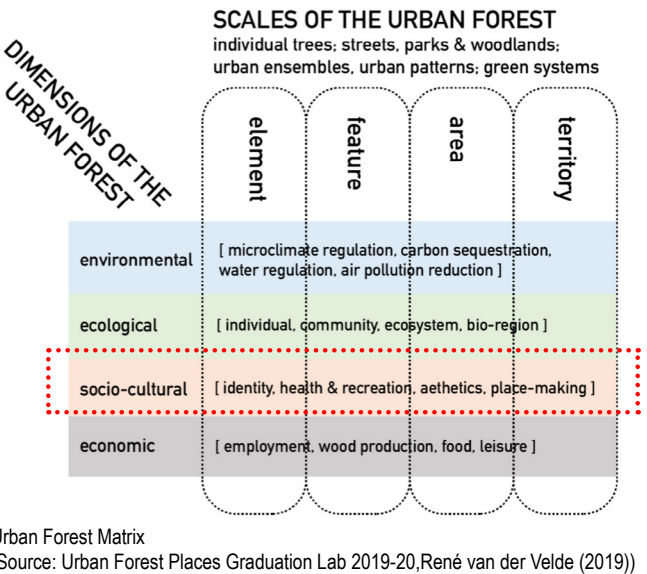 SCALES OF THE URBAN FOREST
individual trees; streets, parks & woodlands;
urban ensembles, urban patterns; green systems
DIMENSIONS OF THE
URBAN FOREST
element
feature
area
territory
environmental
[ microclimate regulation, carbon sequestration,
water regulation, air pollution reduction ]
ecological
[ individual, community, ecosystem, bio-region ]
socio-cultural
[ identity, health & recreation, aethetics, place-making ]
economic
[ employment, wood production, food, leisure ]
Urban Forest Matrix
Source: Urban Forest Places Graduation Lab 2019-20,René van der Velde (2019))